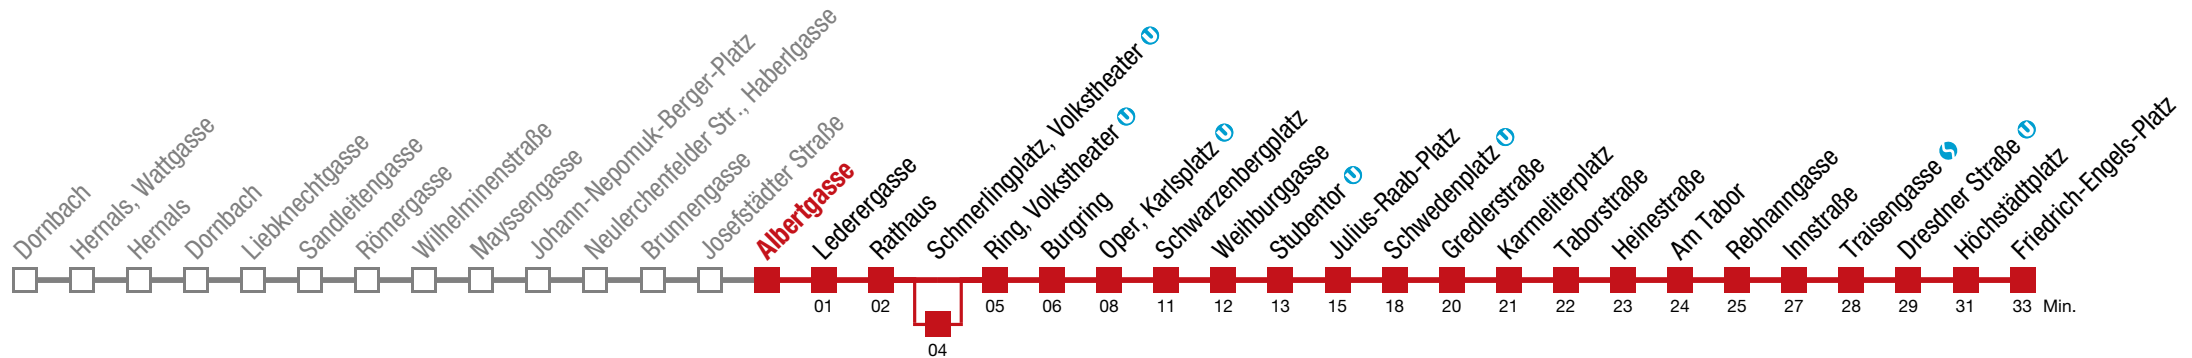 Dornbach
Hernals, Wattgasse
Hernals
Dornbach
Liebknechtgasse
Sandleitengasse
Römergasse
Wilhelminenstraße
Mayssengasse
Johann-Nepomuk-Berger-Platz
Neulerchenfelder Str., Haberlgasse
Brunnengasse
Josefstädter Straße
Albertgasse
Lederergasse
Rathaus
Schmerlingplatz, Volkstheater U
Ring, Volkstheater U
Burgring
Oper, Karlsplatz U
Schwarzenbergplatz
Weihburggasse
Stubentor U
Julius-Raab-Platz
Schwedenplatz U
Gredlerstraße
Karmeliterplatz
Taborstraße
Heinestraße
Am Tabor
Rebhanngasse
Innstraße
Traisengasse S
Dresdner Straße U
Höchstädtplatz
Friedrich-Engels-Platz
01 02 05 06 08 11 12 13 15 18 20 21 22 23 24 25 27 28 29 31 33 Min.
04